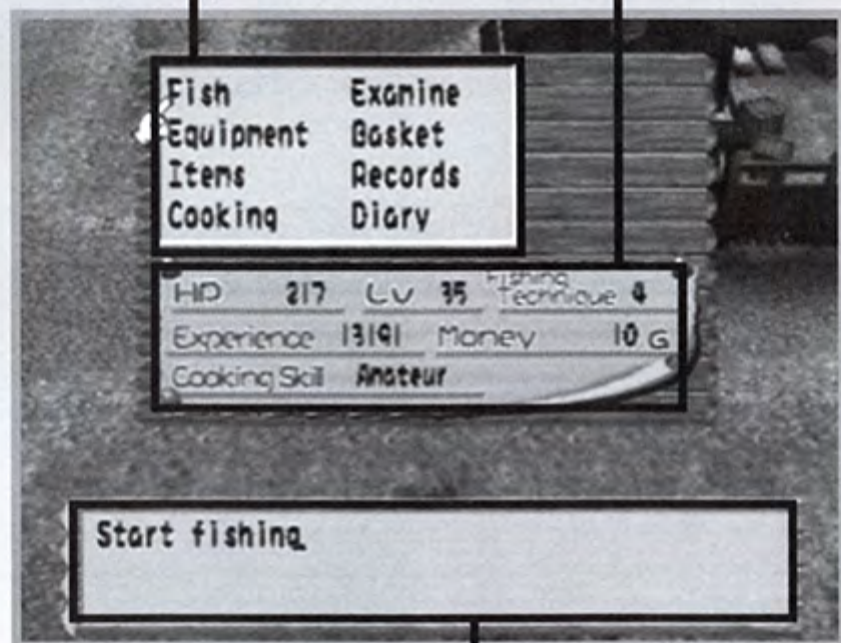 Fish Examine
Equipment Basket
Items Records
Cooking Diary
HP 217 Lv 35 Fishing Technique 4
Experience 13191 Money 10 G
Cooking Skill Amateur
Start fishing